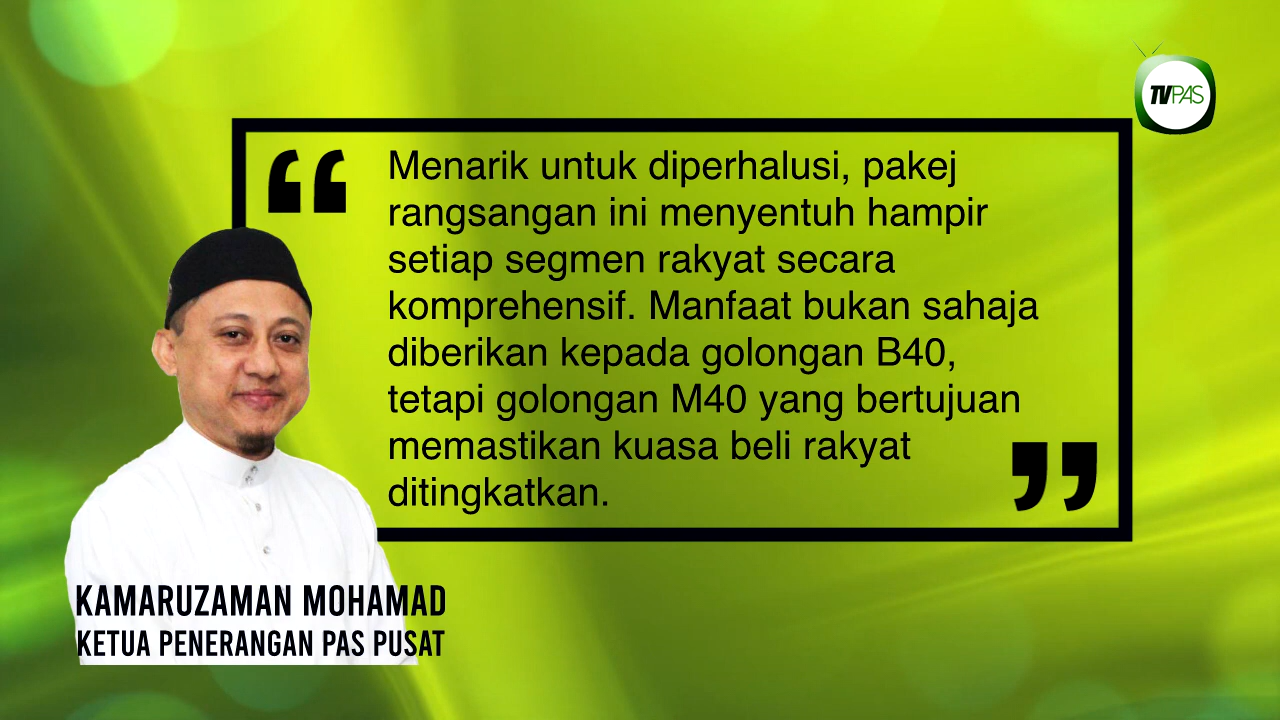 TVPAS
“
Menarik untuk diperhalusi, pakej
rangsangan ini menyentuh hampir
setiap segmen rakyat secara
komprehensif. Manfaat bukan sahaja
diberikan kepada golongan B40,
tetapi golongan M40 yang bertujuan
memastikan kuasa beli rakyat
ditingkatkan.
”
KAMARUZAMAN MOHAMAD
KETUA PENERANGAN PAS PUSAT